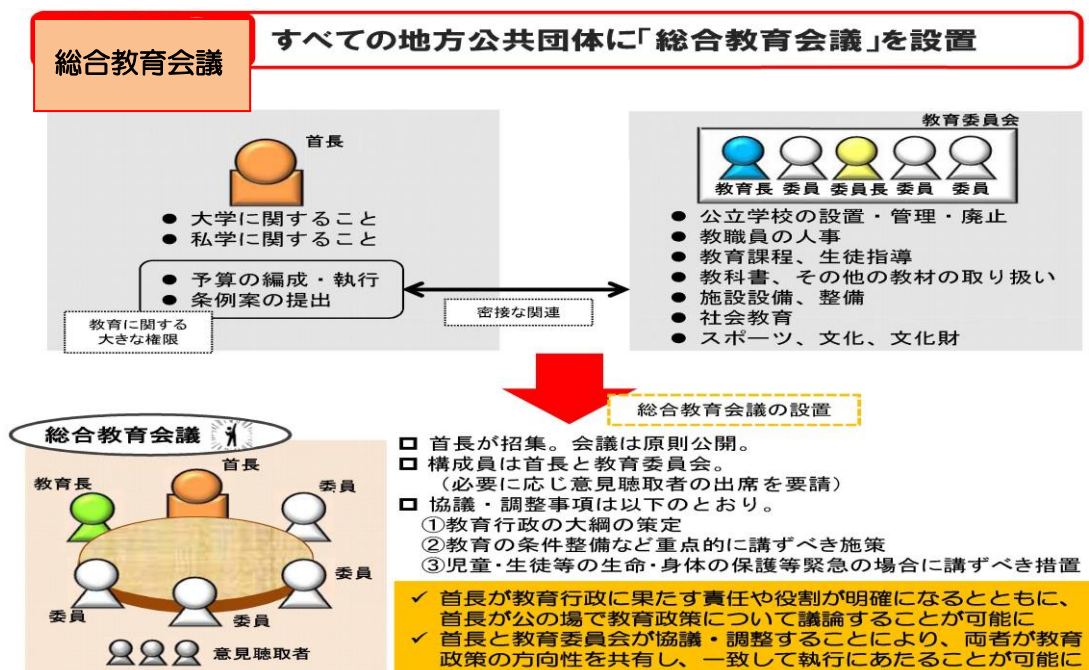 総合教育会議
すべての地方公共団体に「総合教育会議」を設置
首長
● 大学に関すること
● 私学に関すること
● 予算の編成・執行
● 条例案の提出
教育に関する
大きな権限
密接な関連
教育委員会
教育長 委員 委員長 委員 委員
● 公立学校の設置・管理・廃止
● 教職員の人事
● 教育課程、生徒指導
● 教科書、その他の教材の取り扱い
● 施設設備、整備
● 社会教育
● スポーツ、文化、文化財
総合教育会議の設置
総合教育会議
首長
教育長
委員
委員
委員
委員
意見聴取者
□ 首長が招集。会議は原則公開。
□ 構成員は首長と教育委員会。
（必要に応じ意見聴取者の出席を要請）
□ 協議・調整事項は以下のとおり。
①教育行政の大綱の策定
②教育の条件整備など重点的に講ずべき施策
③児童・生徒等の生命・身体の保護等緊急の場合に講ずべき措置
✓ 首長が教育行政に果たす責任や役割が明確になるとともに、
首長が公の場で教育政策について議論することが可能に
✓ 首長と教育委員会が協議・調整することにより、両者が教育
政策の方向性を共有し、一致して執行にあたることが可能に